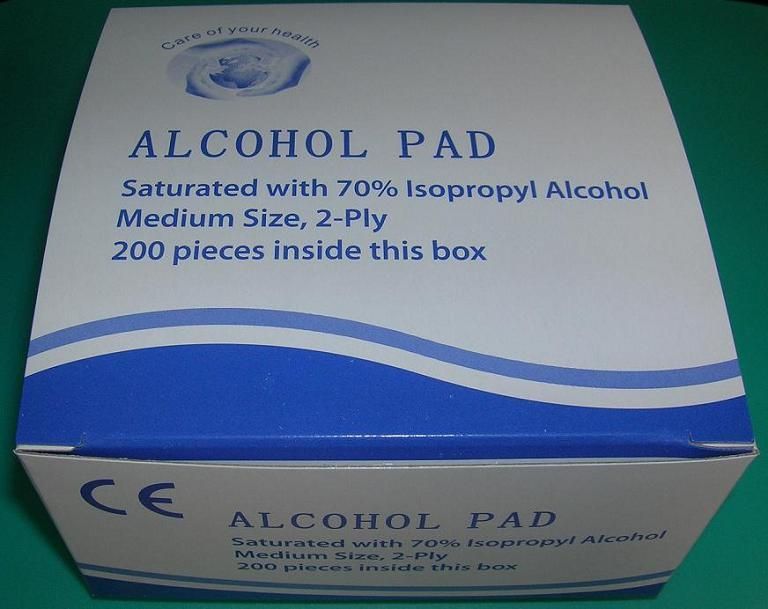 Care of your health
ALCOHOL PAD
Saturated with 70% Isopropyl Alcohol
Medium Size, 2-Ply
200 pieces inside this box
CE
ALCOHOL PAD
Saturated with 70% Isopropyl Alcohol
Medium Size, 2-Ply
200 pieces inside this box